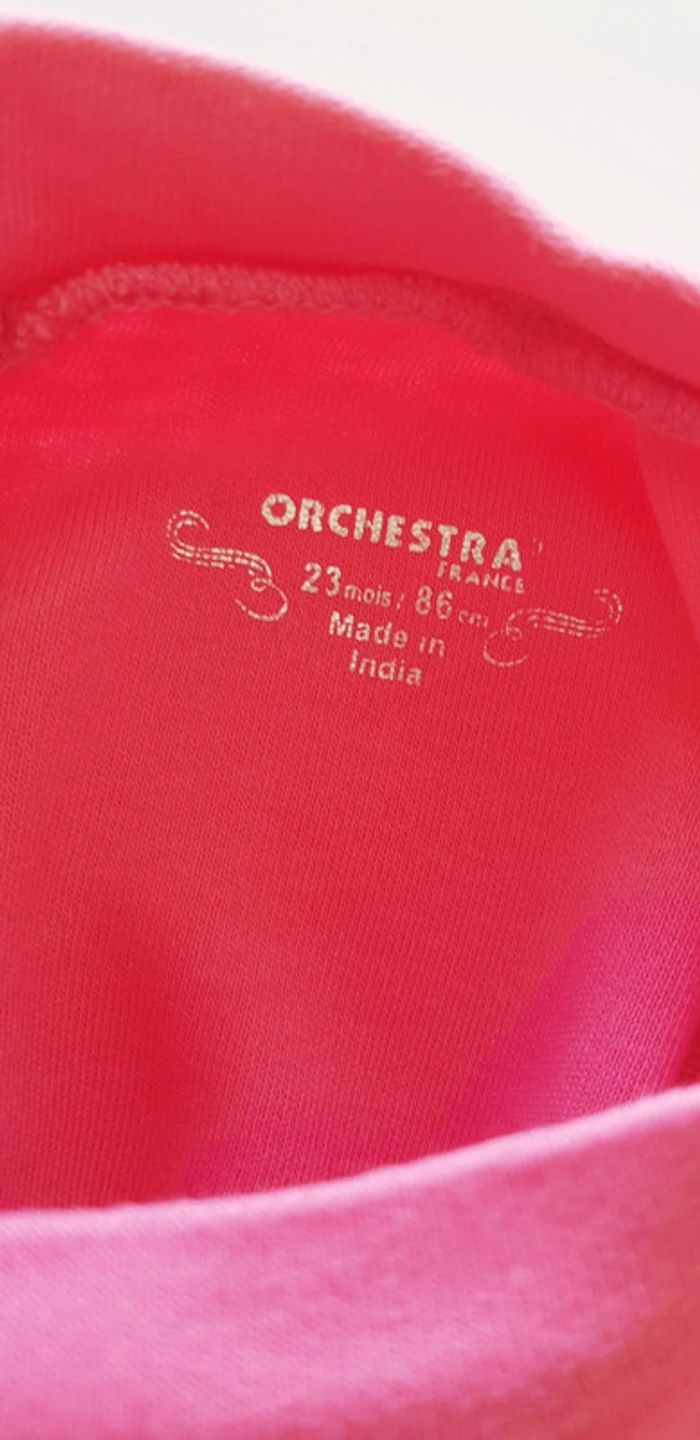 ORCHESTRA
FRANCE
23 mois / 86 cm
Made in
India